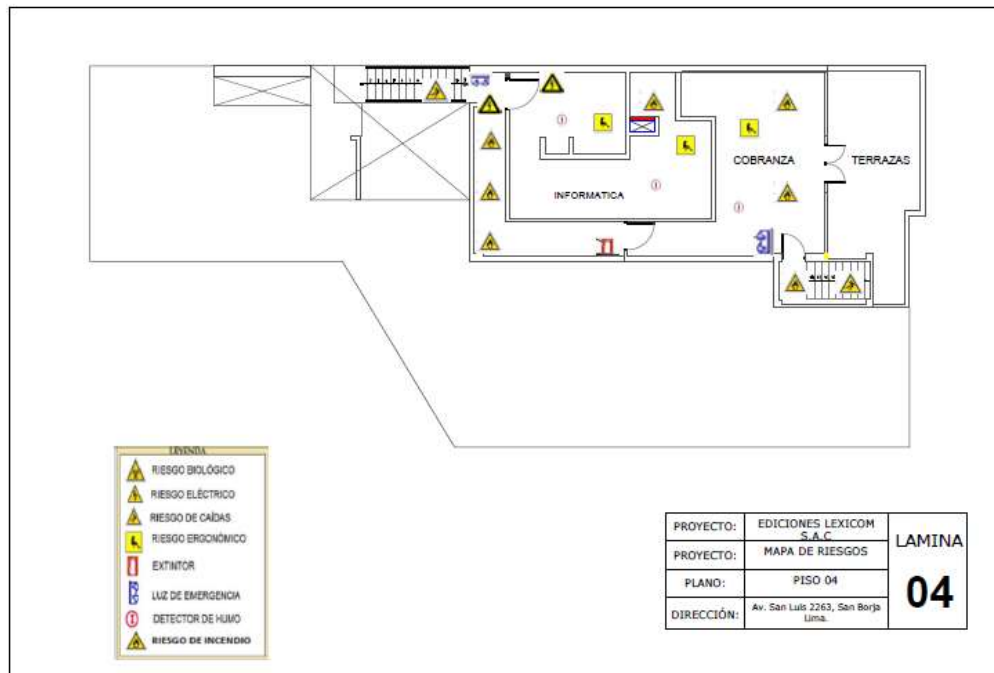 COBRANZA
TERRAZAS
INFORMATICA
LEYENDA
RIESGO BIOLÓGICO
RIESGO ELÉCTRICO
RIESGO DE CAÍDAS
RIESGO ERGONÓMICO
EXTINTOR
LUZ DE EMERGENCIA
DETECTOR DE HUMO
RIESGO DE INCENDIO
PROYECTO:
EDICIONES LEXICOM
S.A.C
PROYECTO:
MAPA DE RIESGOS
PLANO:
PISO 04
DIRECCIÓN:
Av. San Luis 2263, San Borja
Lima.
LAMINA
04